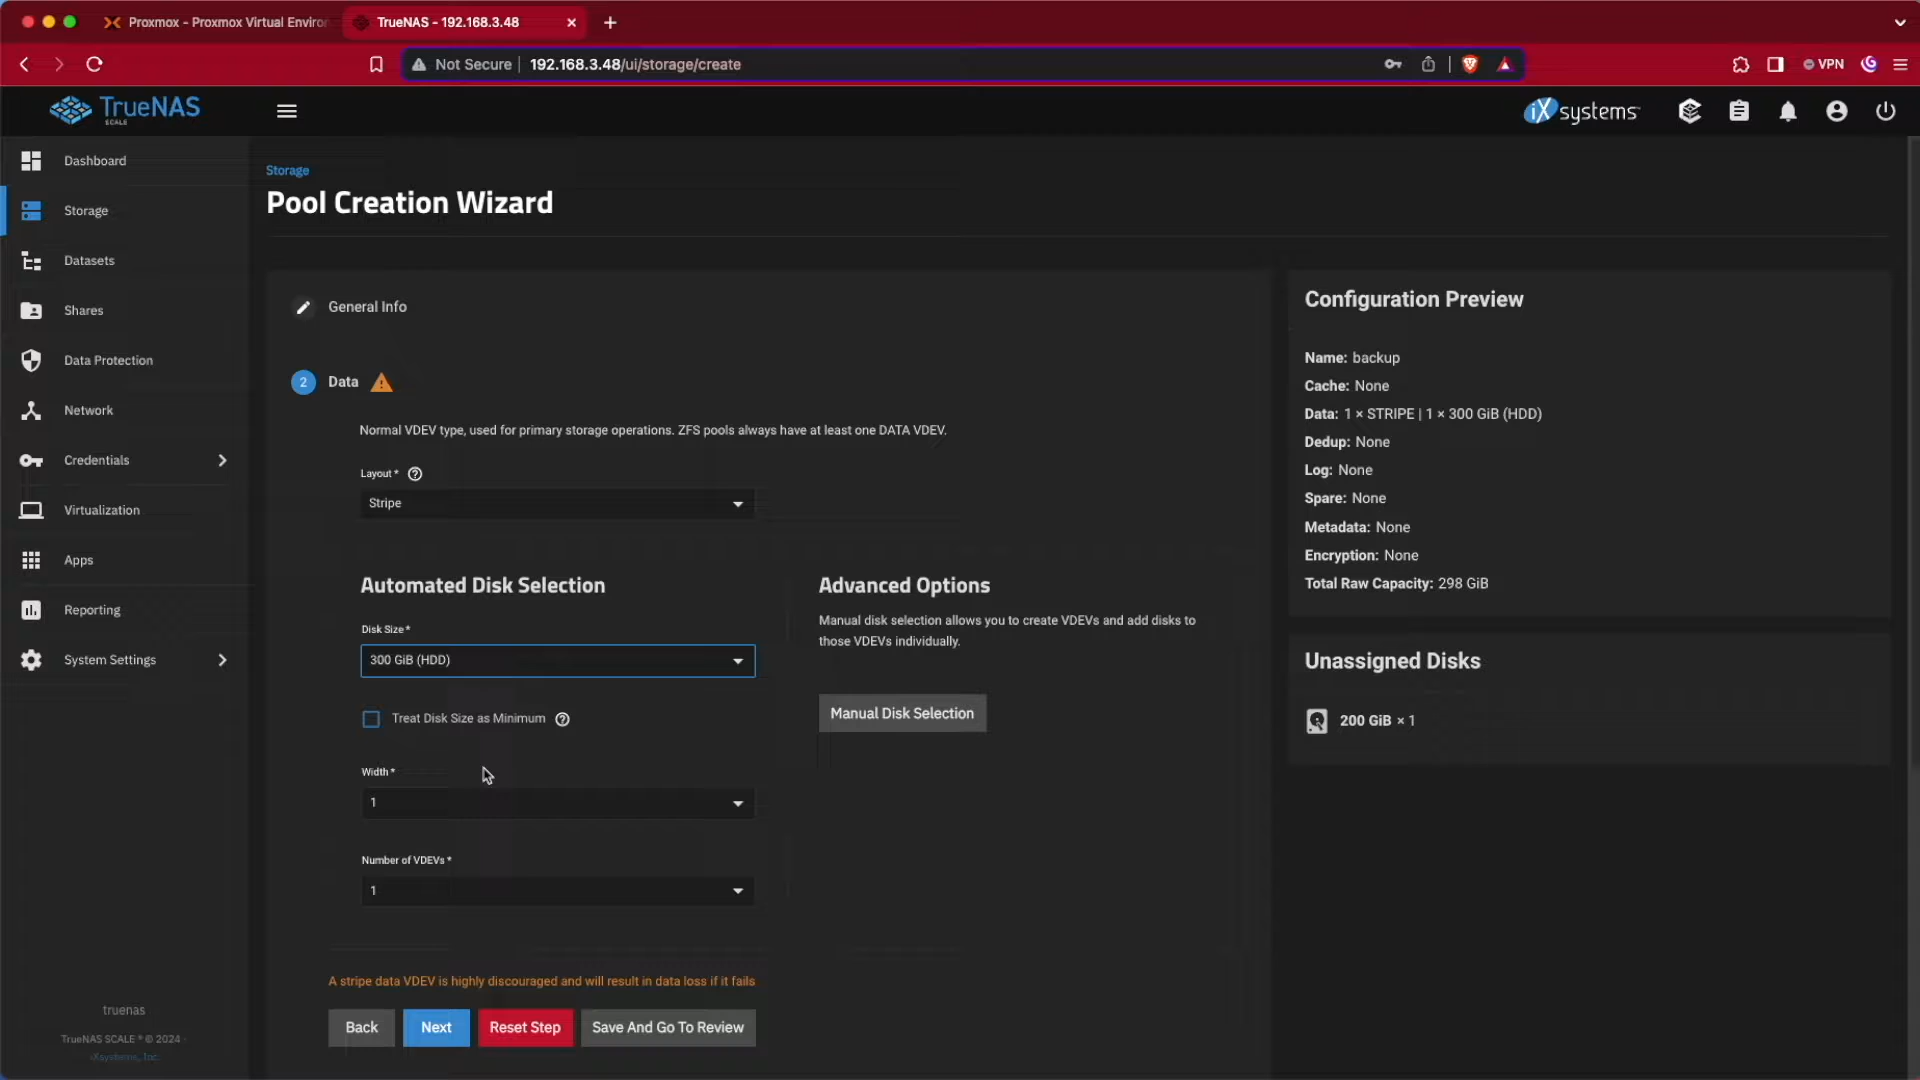 Proxmox - Proxmox Virtual Enviror
TrueNAS - 192.168.3.48
Not Secure
192.168.3.48/ui/storage/create
VPN
TrueNAS
SCALE
iXsystems
Dashboard
Storage
Datasets
Shares
Data Protection
Network
Credentials
Virtualization
Apps
Reporting
System Settings
truenas
TrueNAS SCALE ® © 2024 -
iXsystems, Inc.
Storage
Pool Creation Wizard
General Info
2 Data
Normal VDEV type, used for primary storage operations. ZFS pools always have at least one DATA VDEV.
Layout *
Stripe
Automated Disk Selection
Disk Size *
300 GiB (HDD)
Treat Disk Size as Minimum
Width *
1
Number of VDEVs *
1
Advanced Options
Manual disk selection allows you to create VDEVs and add disks to
those VDEVs individually.
Manual Disk Selection
A stripe data VDEV is highly discouraged and will result in data loss if it fails
Back
Next
Reset Step
Save And Go To Review
Configuration Preview
Name: backup
Cache: None
Data: 1 × STRIPE | 1 × 300 GiB (HDD)
Dedup: None
Log: None
Spare: None
Metadata: None
Encryption: None
Total Raw Capacity: 298 GiB
Unassigned Disks
200 GiB × 1